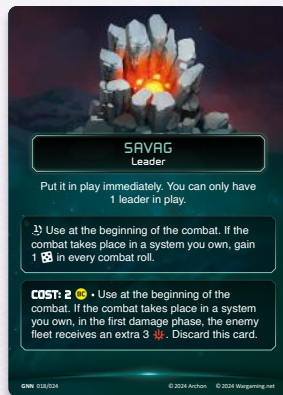 SAVAG
Leader
Put it in play immediately. You can only have
1 leader in play.
Use at the beginning of the combat. If the
combat takes place in a system you own, gain
1 in every combat roll.
COST: 2 BC • Use at the beginning of the
combat. If the combat takes place in a system
you own, in the first damage phase, the enemy
fleet receives an extra 3 . Discard this card.
GNN 018/024 © 2024 Archon © 2024 Wargaming.net